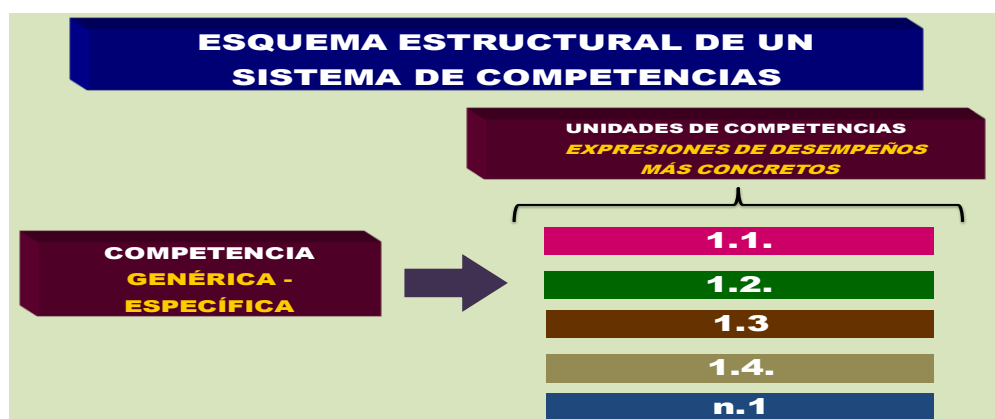 ESQUEMA ESTRUCTURAL DE UN
SISTEMA DE COMPETENCIAS
UNIDADES DE COMPETENCIAS
EXPRESIONES DE DESEMPEÑOS
MÁS CONCRETOS
COMPETENCIA
GENÉRICA -
ESPECÍFICA
1.1.
1.2.
1.3
1.4.
n.1